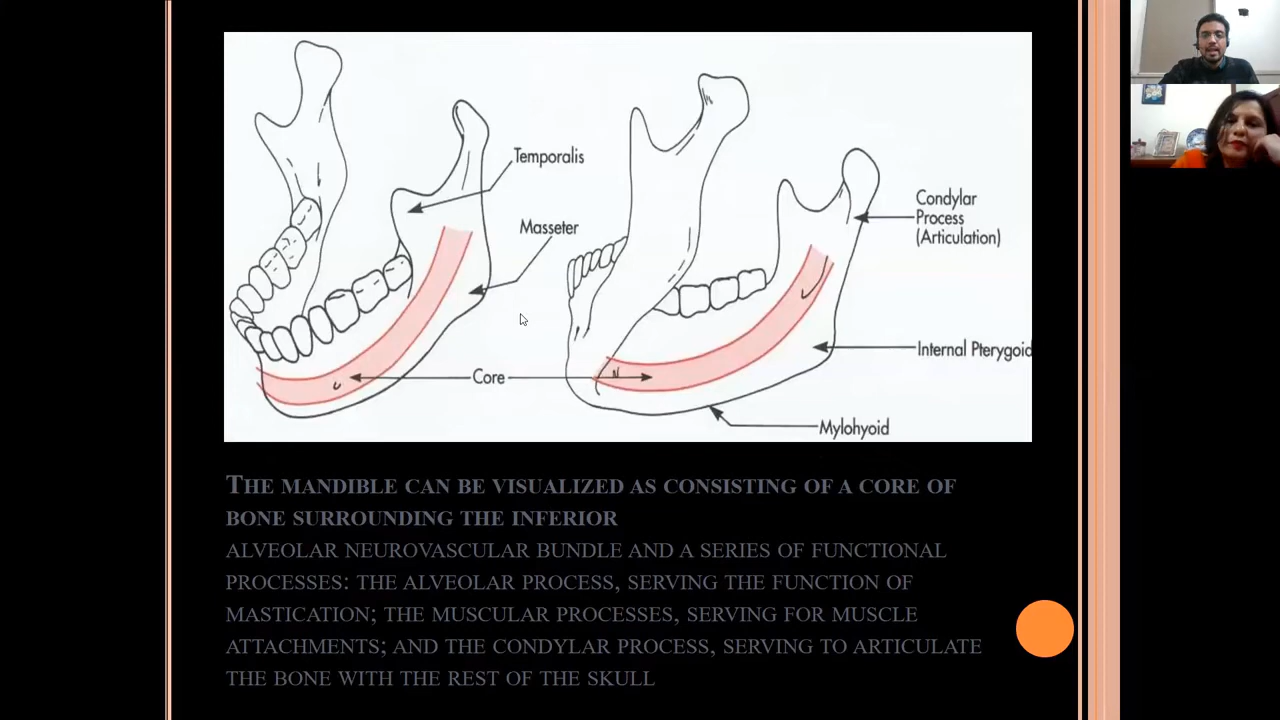 Temporalis
Masseter
Condylar
Process
(Articulation)
Internal Pterygoid
Core
Mylohyoid
THE MANDIBLE CAN BE VISUALIZED AS CONSISTING OF A CORE OF
BONE SURROUNDING THE INFERIOR
ALVEOLAR NEUROVASCULAR BUNDLE AND A SERIES OF FUNCTIONAL
PROCESSES: THE ALVEOLAR PROCESS, SERVING THE FUNCTION OF
MASTICATION; THE MUSCULAR PROCESSES, SERVING FOR MUSCLE
ATTACHMENTS; AND THE CONDYLAR PROCESS, SERVING TO ARTICULATE
THE BONE WITH THE REST OF THE SKULL